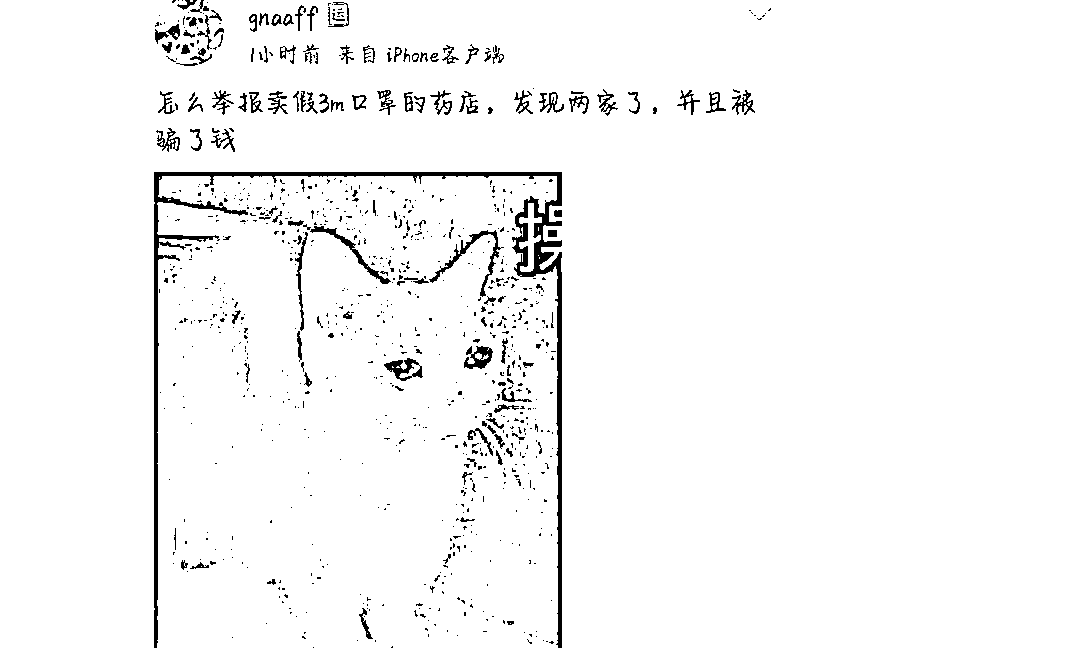 gnaaff 运
1小时前 来自 iPhone客户端
怎么举报卖假3m口罩的药店，发现两家了，并且被
骗了钱
操